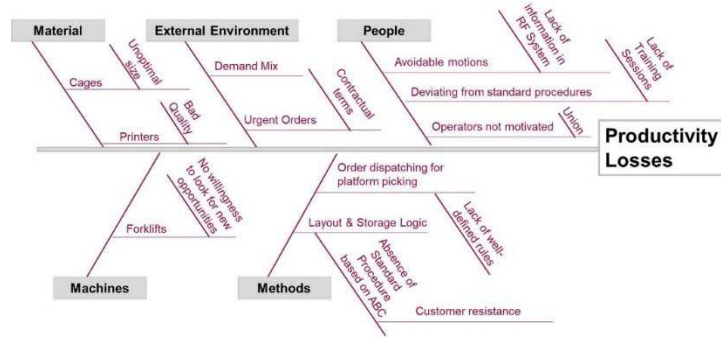 Material
External Environment
People
Unoptimal
size
Cages
Bad
Quality
Printers
Demand Mix
Contractual
terms
Urgent Orders
Lack of
information in
RF System
Avoidable motions
Lack of
Training
Sessions
Deviating from standard procedures
Union
Operators not motivated
Productivity
Losses
No willingness
to look for new
opportunities
Forklifts
Machines
Order dispatching for
platform picking
Lack of well-
defined rules
Layout & Storage Logic
Absence of
Standard
Procedure
based on ABC
Customer resistance
Methods